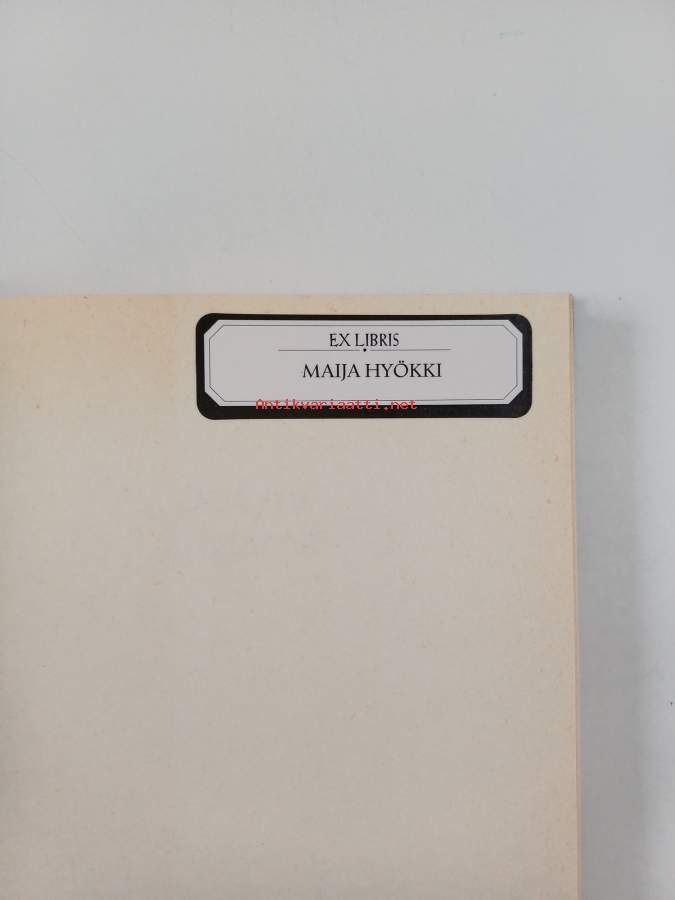 EX LIBRIS
MAIJA HYÖKKI
Antikvariaatti.net